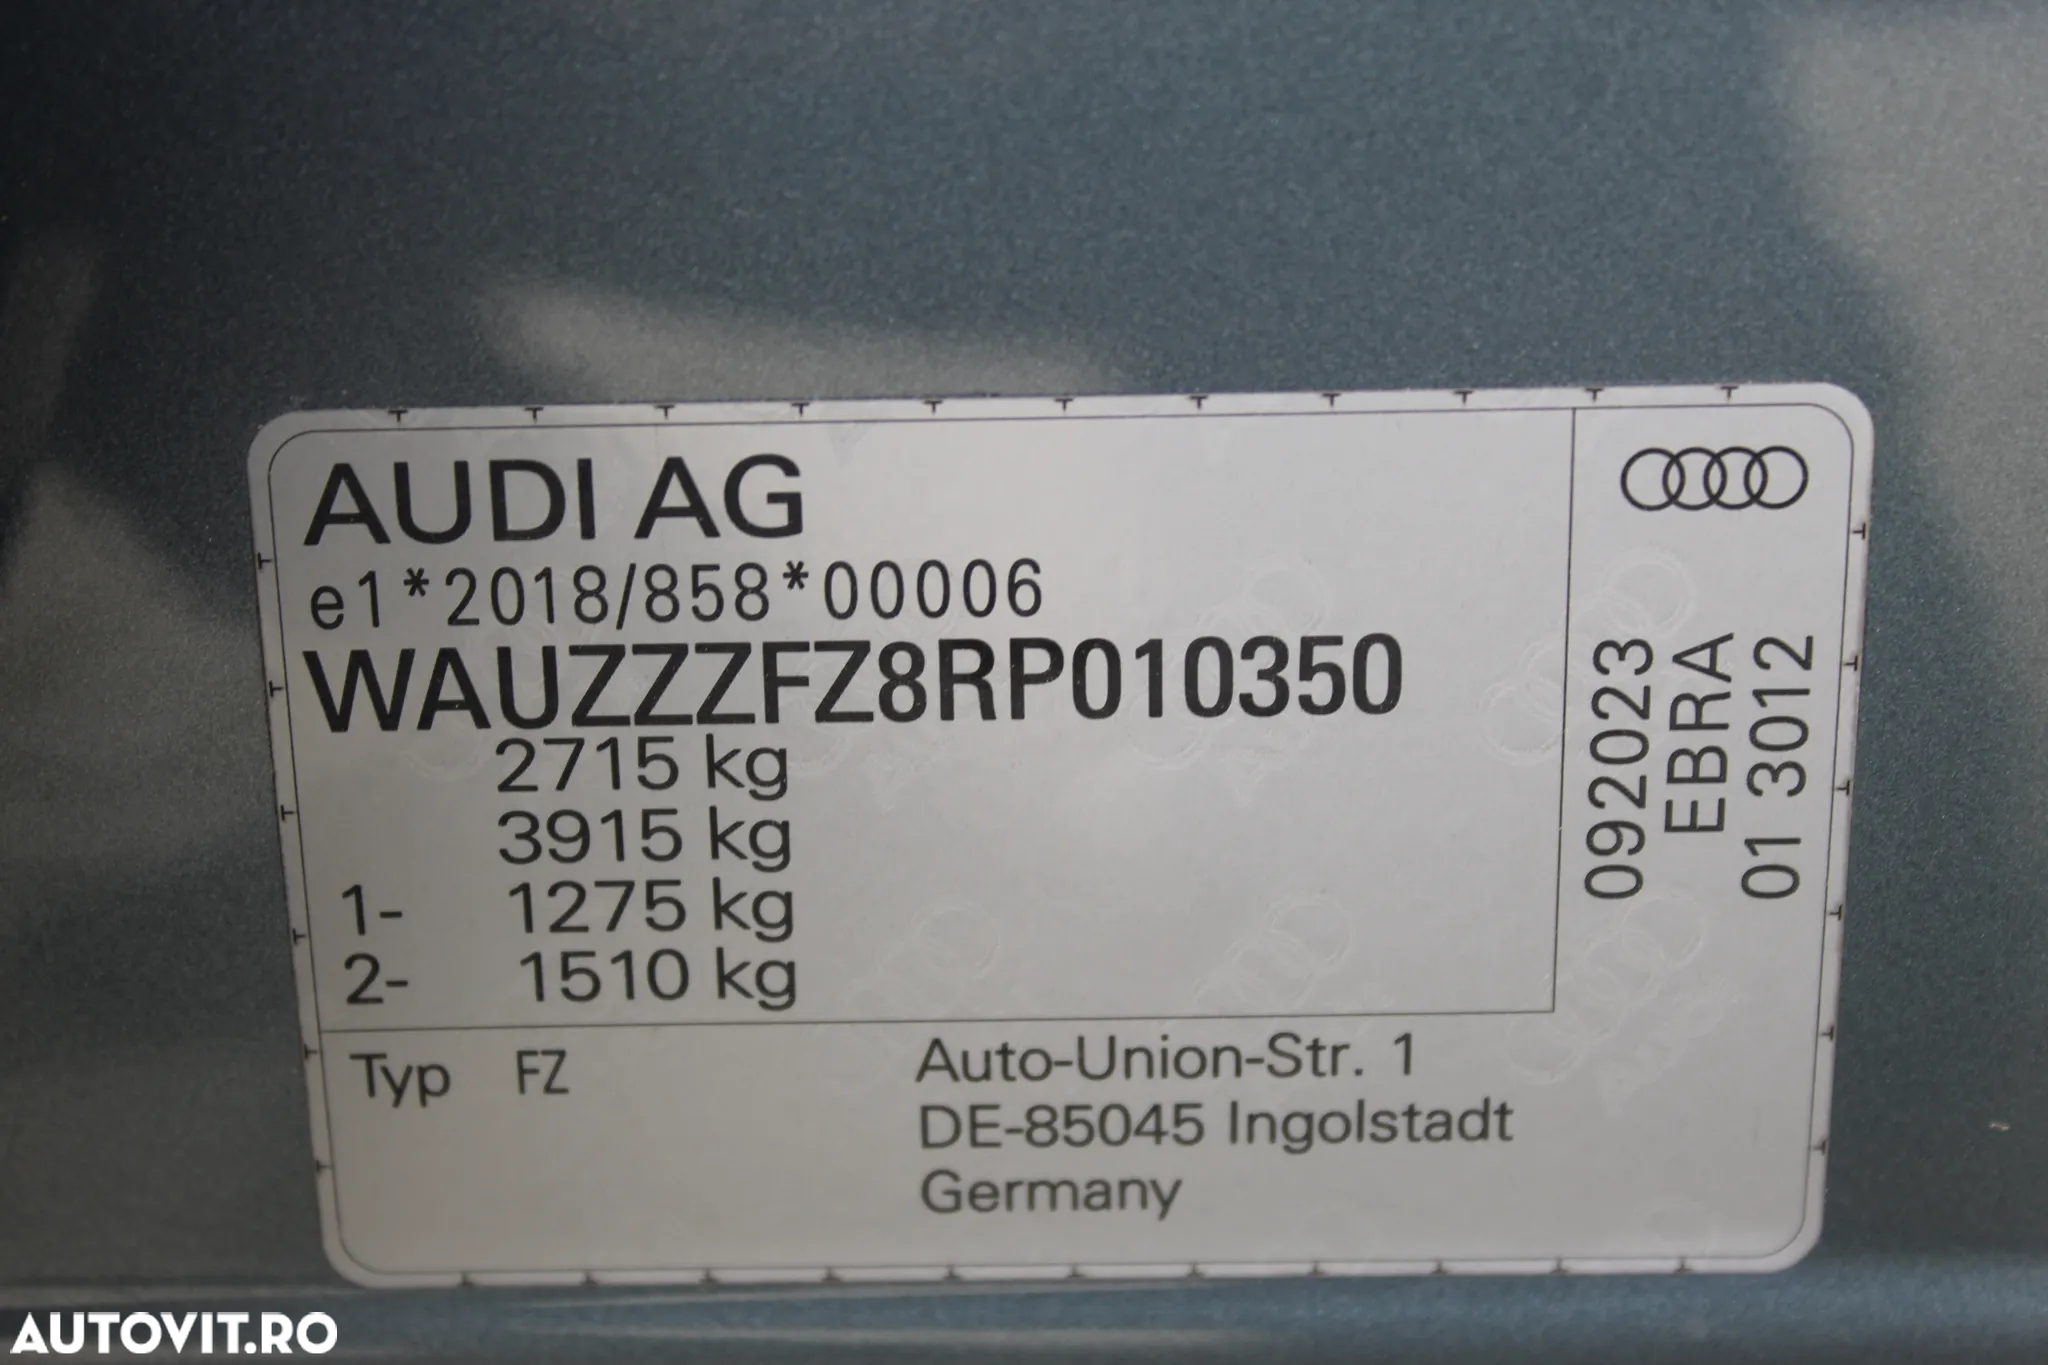 AUDI AG
e1*2018/858*00006
WAUZZZFZ8RP010350
2715 kg
3915 kg
1- 1275 kg
2- 1510 kg
Typ FZ
Auto-Union-Str. 1
DE-85045 Ingolstadt
Germany
092023
EBRA
01 3012
AUTOVIT.RO